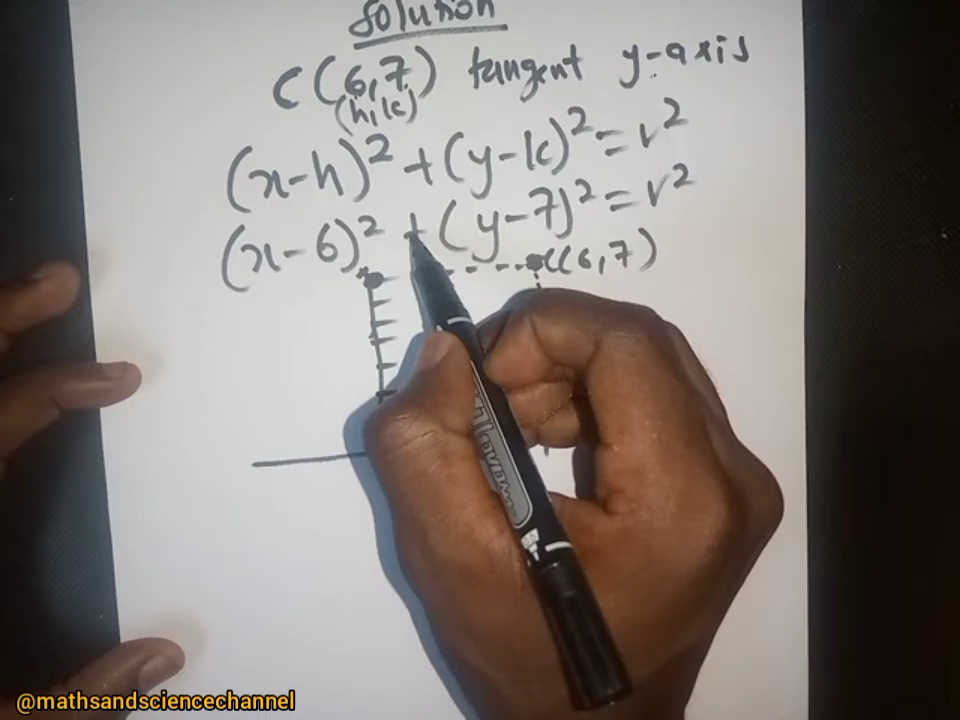 Solution
C(6,7) tangent y-axis
(h,k)
(x-h)² + (y-k)² = r²
(x-6)² + (y-7)² = r²
C(6,7)
@mathsandsciencechannel